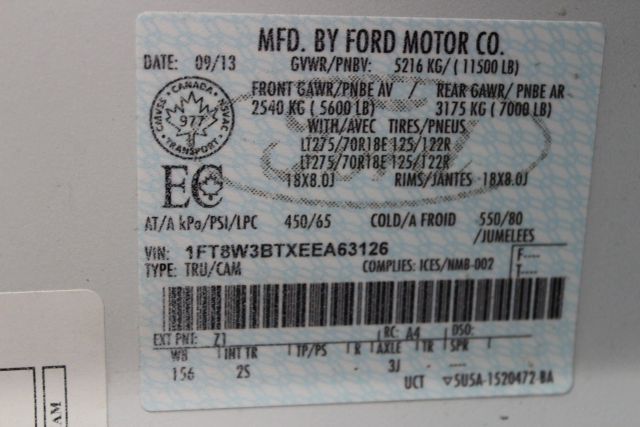 MFD. BY FORD MOTOR CO.
DATE: 09/13 GVWR/PNBV: 5216 KG/ ( 11500 LB)
FRONT GAWR/PNBE AV / REAR GAWR/ PNBE AR
2540 KG ( 5600 LB) 3175 KG ( 7000 LB)
CMVSS · CANADA · NSVAC
977
TRANSPORT
WITH/AVEC TIRES/PNEUS
LT275/70R18E 125/122R
LT275/70R18E 125/122R
EC 18X8.0J RIMS/JANTES 18X8.0J
AT/A kPa/PSI/LPC 450/65 COLD/A FROID 550/80
/JUMELEES
VIN: 1FT8W3BTXEEA63126 F----
TYPE: TRU/CAM COMPLIES: ICES/NMB-002 T----
EXT PNT: Z1 RC: A4 DSO:
WB INT TR TP/PS R AXLE TR SPR
156 2S 3J
UCT ▽5U5A-1520472-BA
AM